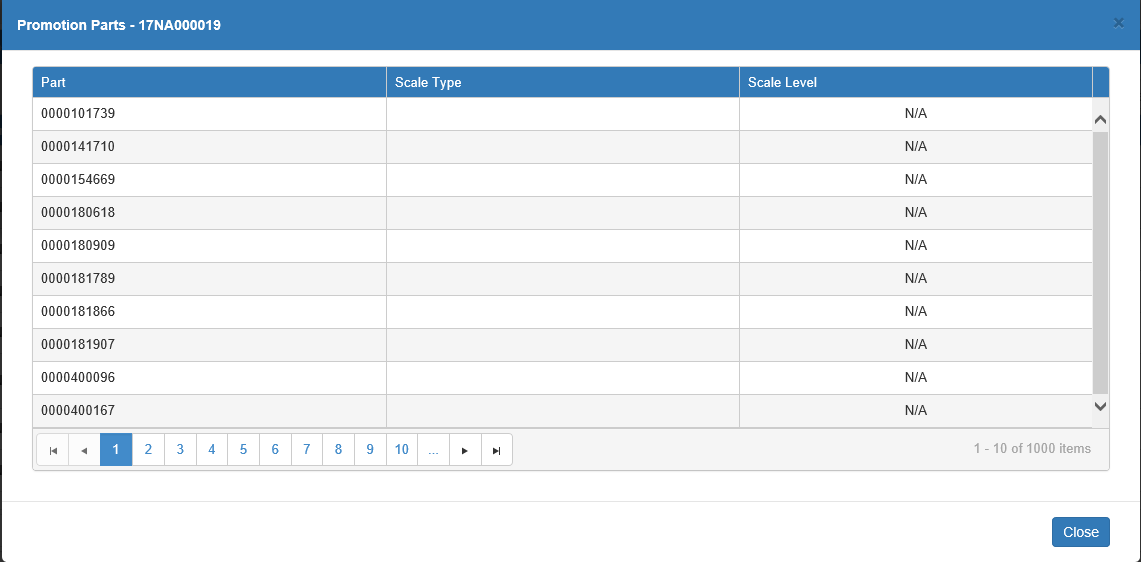 Promotion Parts - 17NA000019 ×
Part Scale Type Scale Level
0000101739 N/A
0000141710 N/A
0000154669 N/A
0000180618 N/A
0000180909 N/A
0000181789 N/A
0000181866 N/A
0000181907 N/A
0000400096 N/A
0000400167 N/A
1 2 3 4 5 6 7 8 9 10 ... 1 - 10 of 1000 items
Close